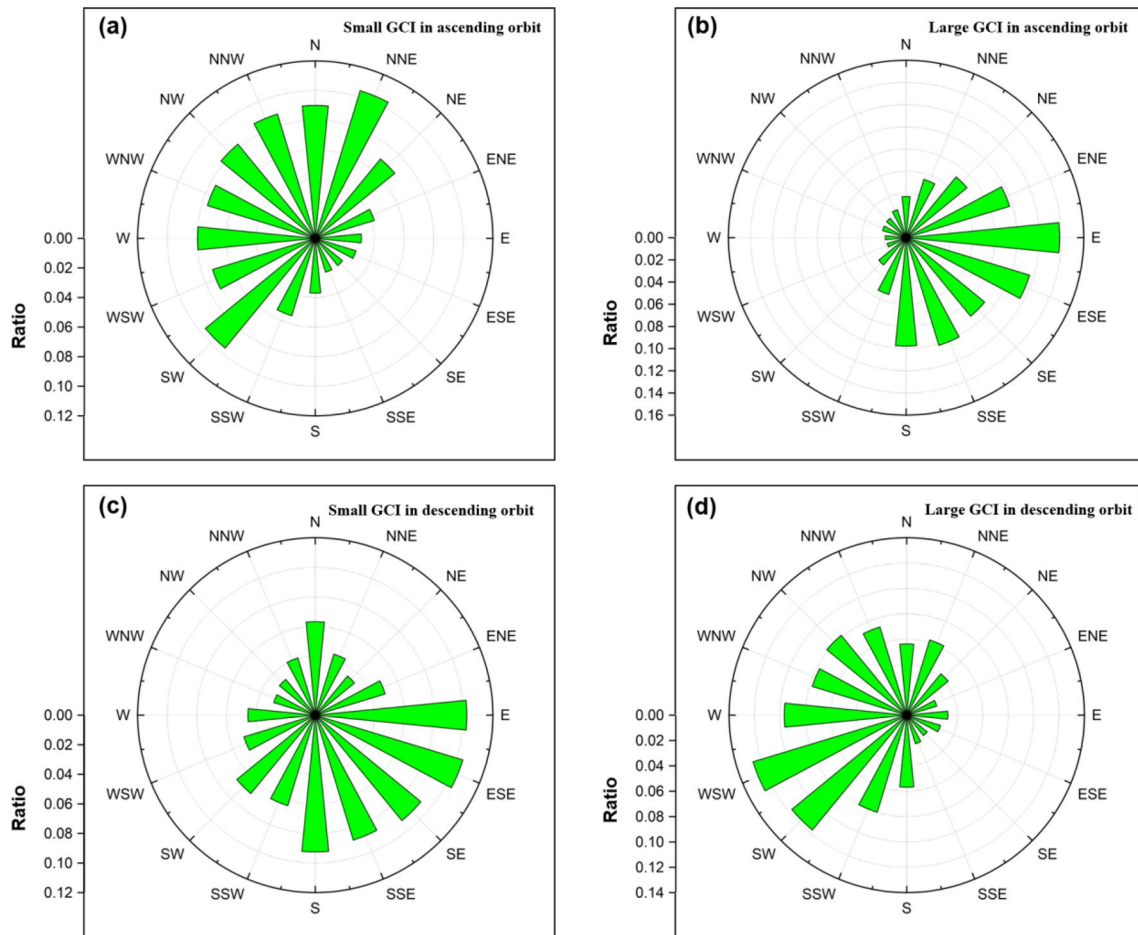 (a) Small GCI in ascending orbit
N
NNW NNE
NW NE
WNW ENE
0.00 W E
0.02
0.04
WSW ESE
0.06
0.08
SW SE
0.10
SSW SSE
0.12
S
Ratio
(b) Large GCI in ascending orbit
N
NNW NNE
NW NE
WNW ENE
0.00 W E
0.02
0.04
0.06
WSW ESE
0.08
0.10
SW SE
0.12
0.14
SSW SSE
0.16
S
Ratio
(c) Small GCI in descending orbit
N
NNW NNE
NW NE
WNW ENE
0.00 W E
0.02
0.04
WSW ESE
0.06
0.08
SW SE
0.10
SSW SSE
0.12
S
Ratio
(d) Large GCI in descending orbit
N
NNW NNE
NW NE
WNW ENE
0.00 W E
0.02
0.04
WSW ESE
0.06
0.08
0.10
SW SE
0.12
SSW SSE
0.14
S
Ratio